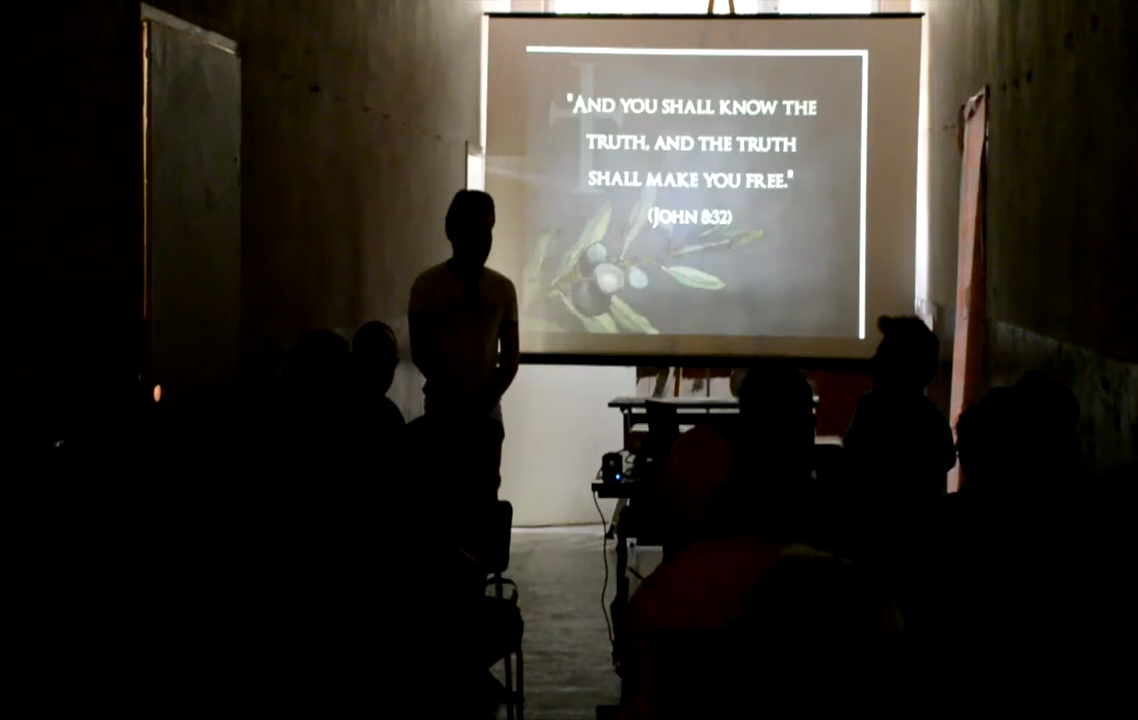 "And you shall know the
truth, and the truth
shall make you free."
(John 8:32)